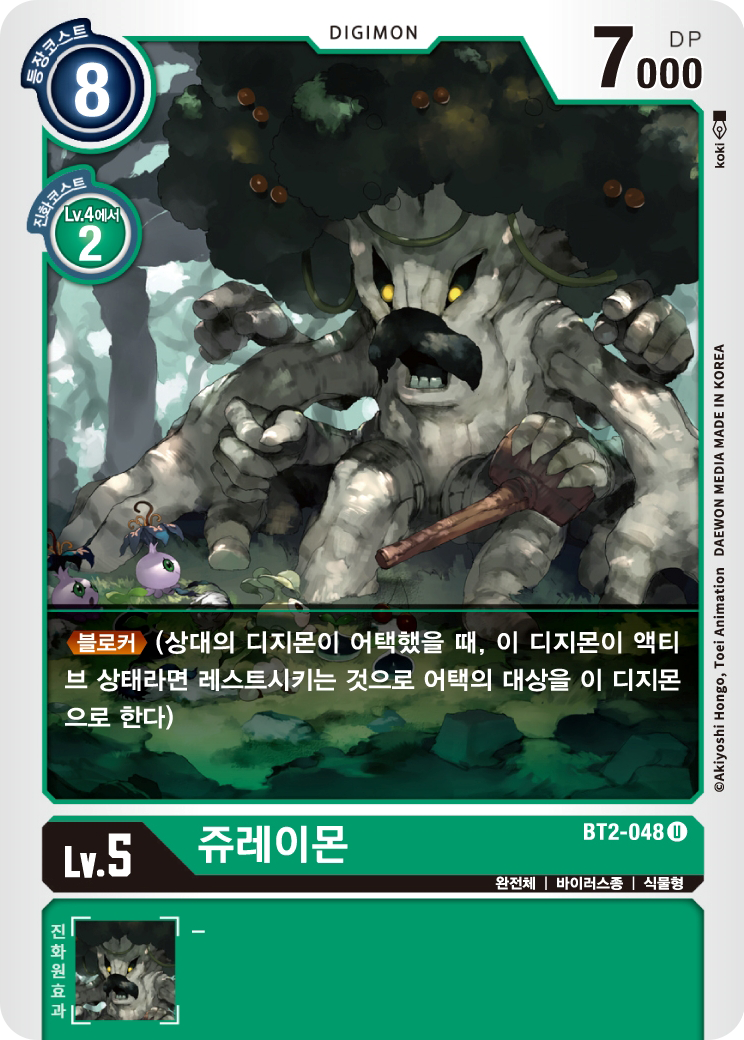 DIGIMON
등장코스트
8
7000
DP
진화코스트
Lv.4에서
2
koki
©Akiyoshi Hongo, Toei Animation DAEWON MEDIA MADE IN KOREA
블로커 (상대의 디지몬이 어택했을 때, 이 디지몬이 액티
브 상태라면 레스트시키는 것으로 어택의 대상을 이 디지몬
으로 한다)
Lv.5
쥬레이몬
BT2-048 U
완전체 | 바이러스종 | 식물형
진화원효과
–